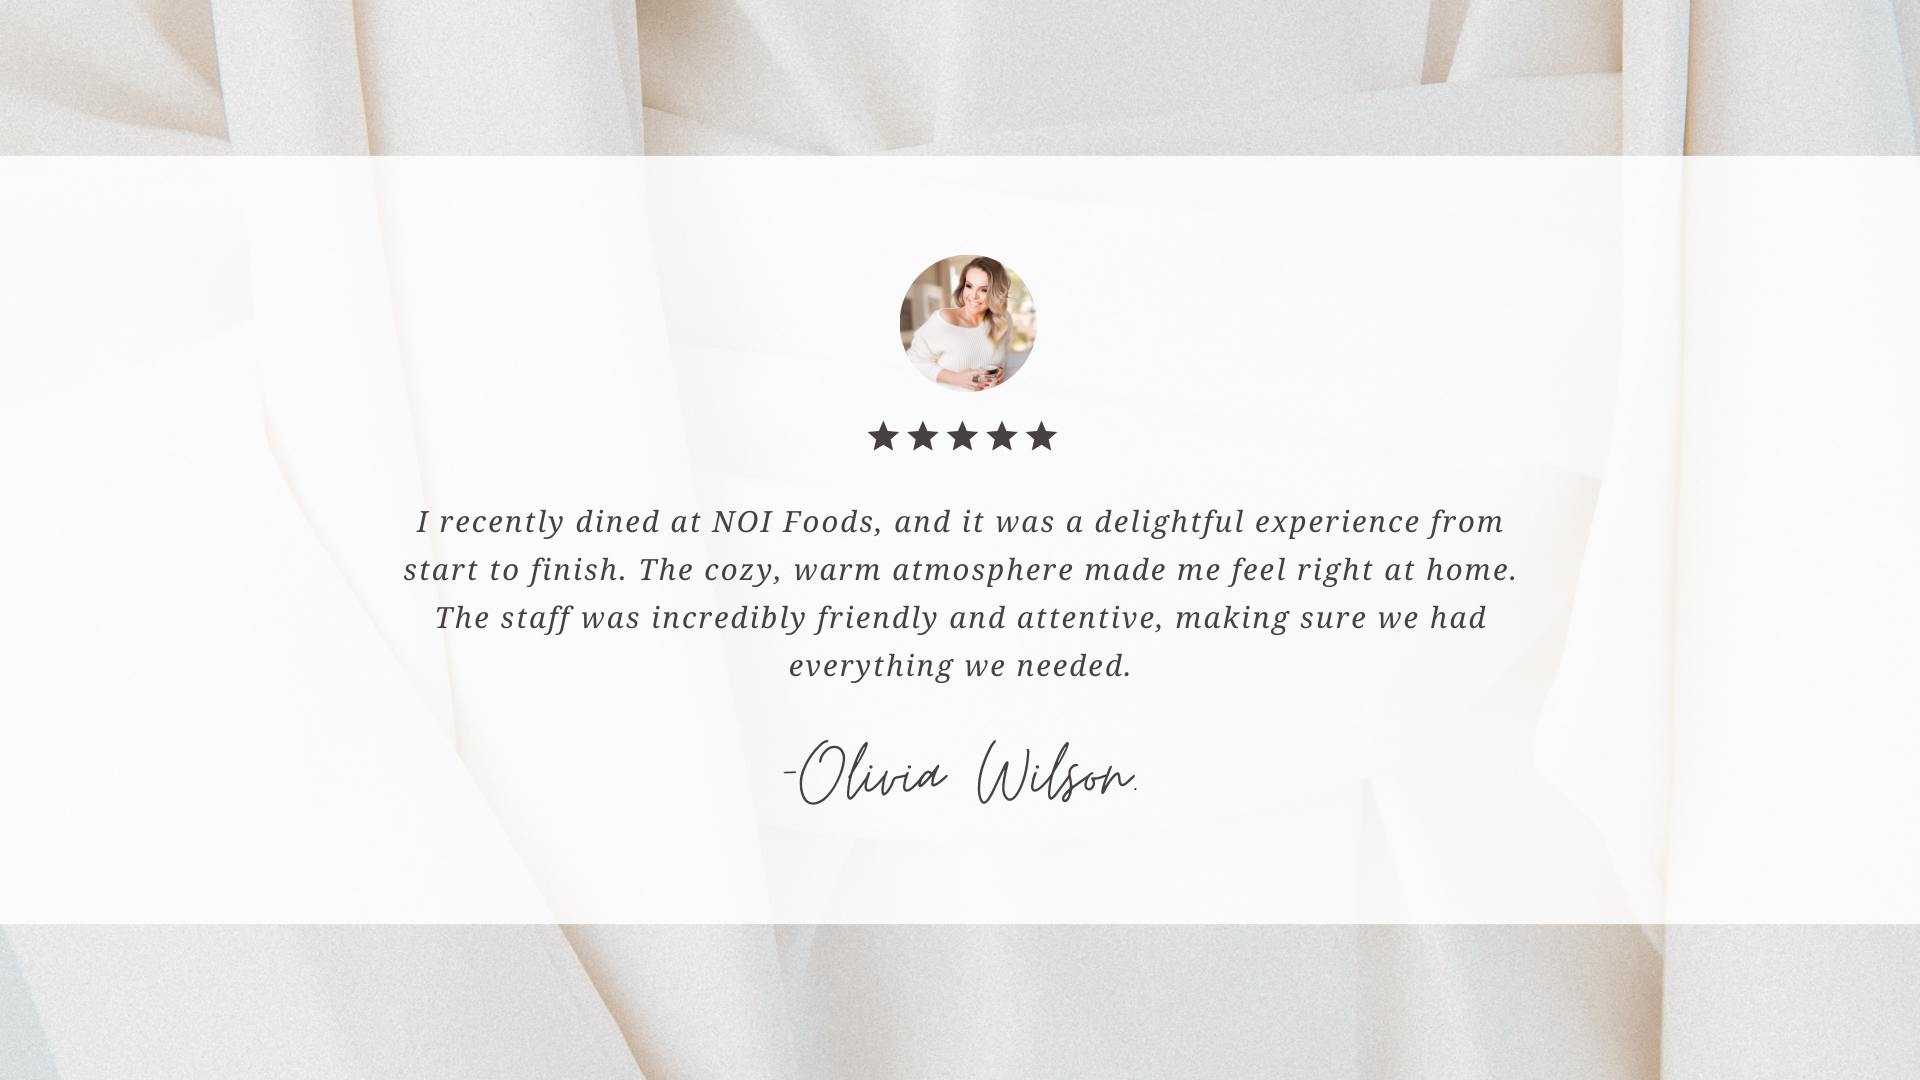 I recently dined at NOI Foods, and it was a delightful experience from
start to finish. The cozy, warm atmosphere made me feel right at home.
The staff was incredibly friendly and attentive, making sure we had
everything we needed.
-Olivia Wilson.